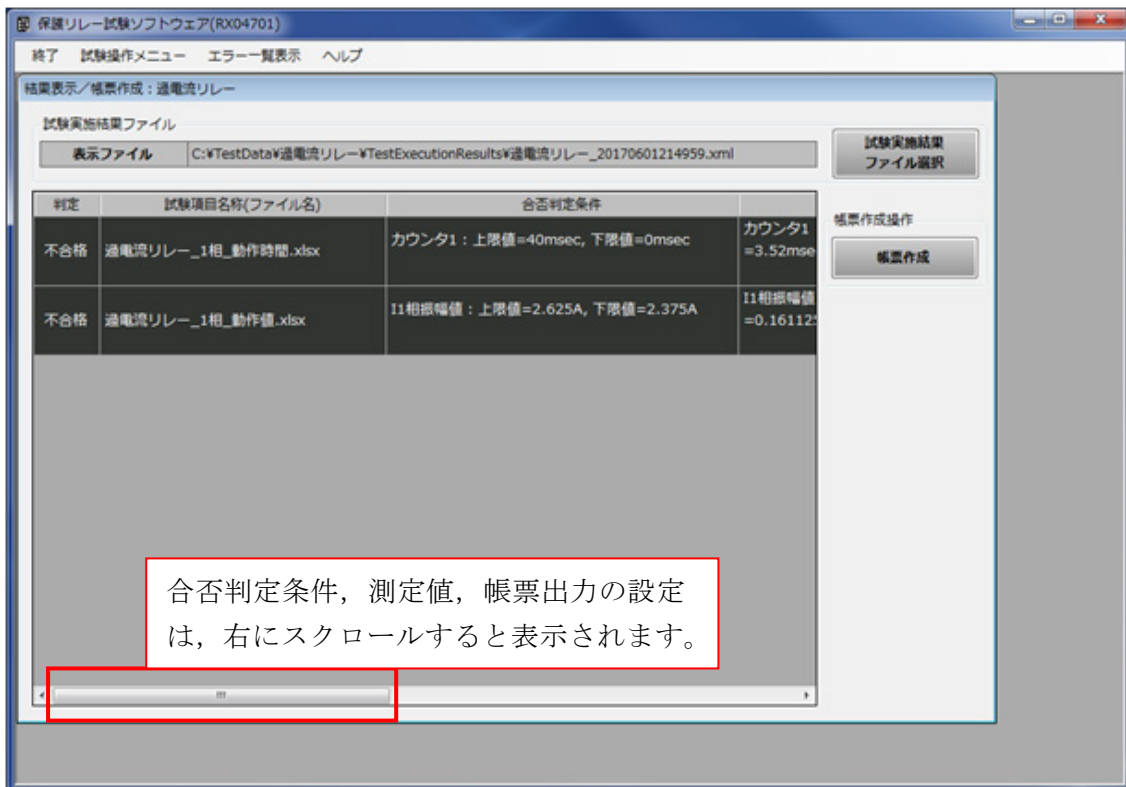 保護リレー試験ソフトウェア(RX04701)
終了 試験操作メニュー エラー一覧表示 ヘルプ
結果表示／帳票作成：過電流リレー
試験実施結果ファイル
表示ファイル C:¥TestData¥過電流リレー¥TestExecutionResults¥過電流リレー_20170601214959.xml
試験実施結果
ファイル選択
判定 試験項目名称(ファイル名) 合否判定条件
不合格 過電流リレー_1相_動作時間.xlsx カウンタ1：上限値=40msec, 下限値=0msec カウンタ1
=3.52mse
不合格 過電流リレー_1相_動作値.xlsx I1相振幅値：上限値=2.625A, 下限値=2.375A I1相振幅値
=0.161125
帳票作成操作
帳票作成
合否判定条件，測定値，帳票出力の設定
は，右にスクロールすると表示されます。